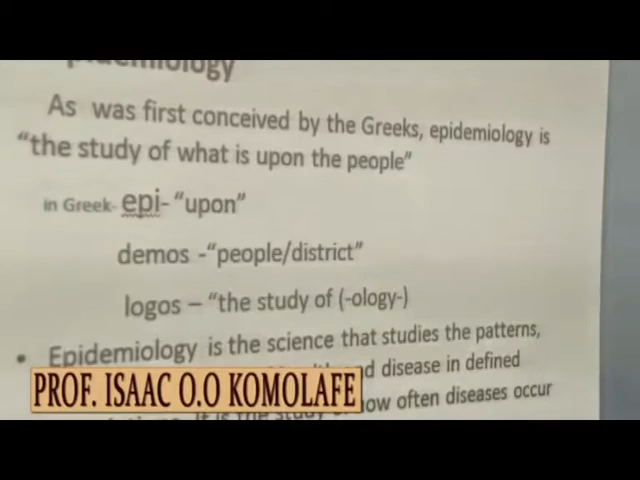 As was first conceived by the Greeks, epidemiology is
“the study of what is upon the people”
in Greek- epi- “upon”
demos -“people/district”
logos – “the study of (-ology-)
• Epidemiology is the science that studies the patterns,
disease in defined
PROF. ISAAC O.O KOMOLAFE
how often diseases occur